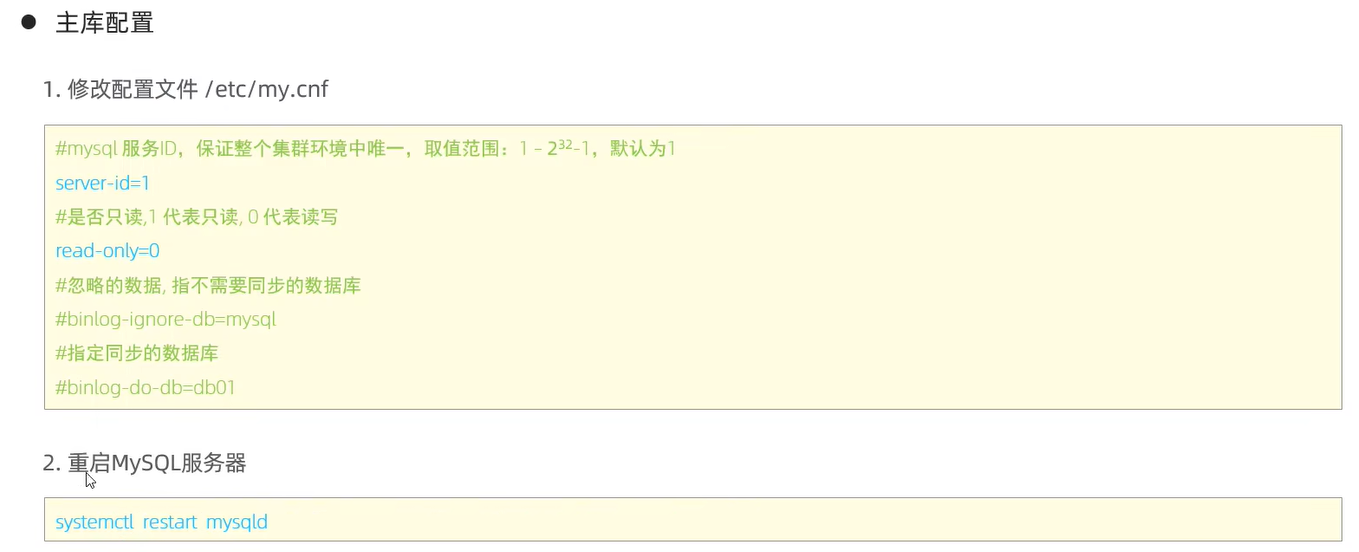 ● 主库配置
1. 修改配置文件 /etc/my.cnf
#mysql 服务ID，保证整个集群环境中唯一，取值范围：1 – 2³²-1，默认为1
server-id=1
#是否只读,1 代表只读, 0 代表读写
read-only=0
#忽略的数据, 指不需要同步的数据库
#binlog-ignore-db=mysql
#指定同步的数据库
#binlog-do-db=db01
2. 重启MySQL服务器
systemctl restart mysqld